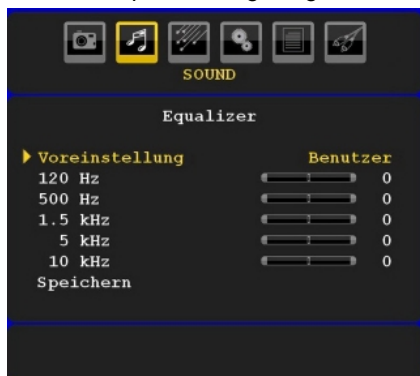 SOUND
Equalizer
Voreinstellung Benutzer
120 Hz 0
500 Hz 0
1.5 kHz 0
5 kHz 0
10 kHz 0
Speichern